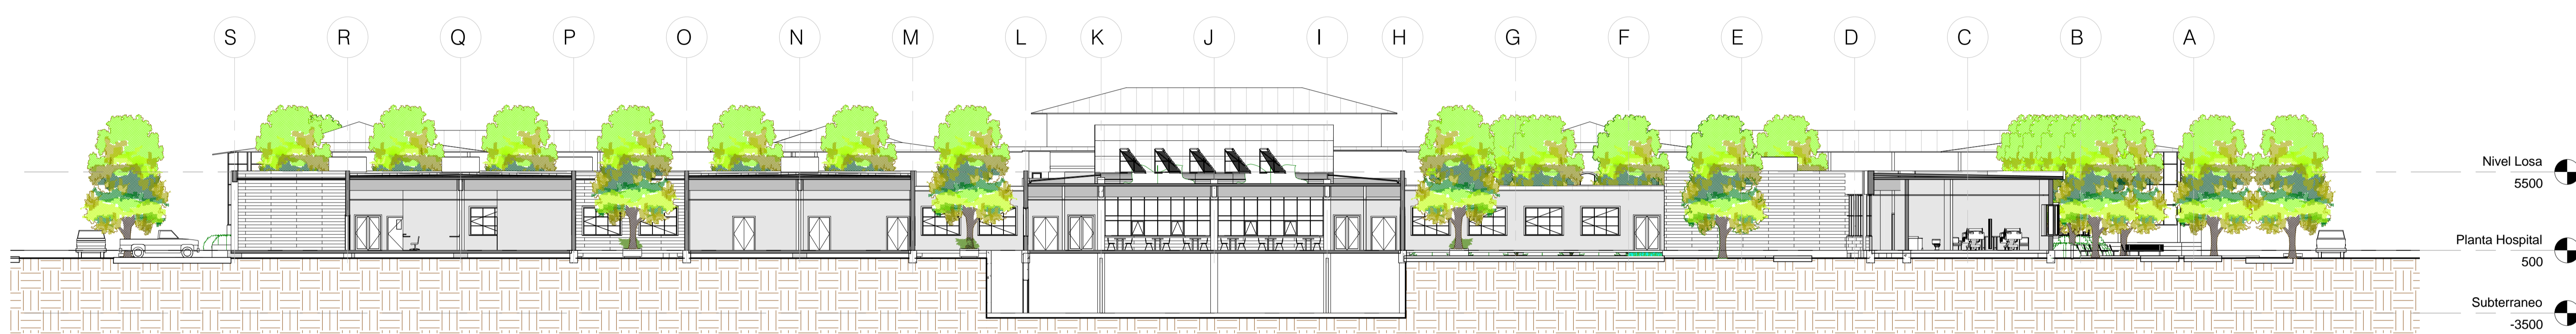 S R Q P O N M L K J I H G F E D C B A
Nivel Losa
5500
Planta Hospital
500
Subterraneo
-3500